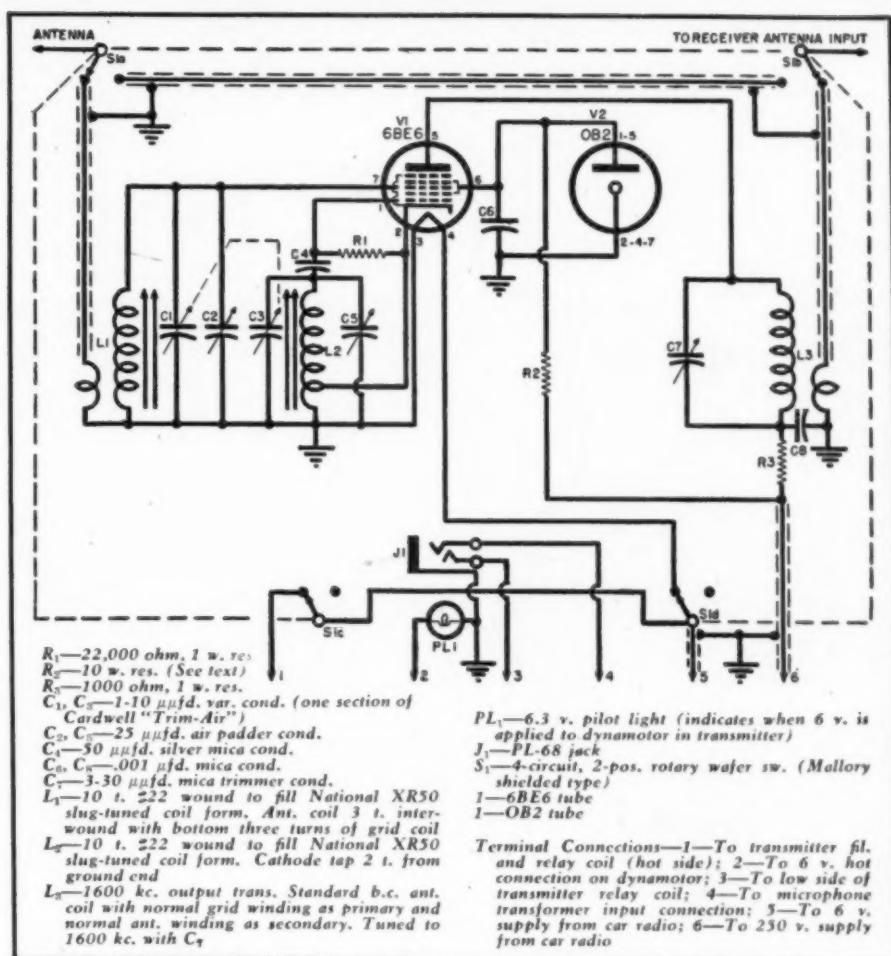 ANTENNA
S1a
TO RECEIVER ANTENNA INPUT
S1b
V1
6BE6
5
V2
OB2
1-5
7
6
1
2
3
4
2-4-7
C6
R1
C4
L1
C1
C2
C3
L2
C5
R2
C7
L3
C8
R3
J1
S1c
PL1
S1d
1
2
3
4
5
6
R₁—22,000 ohm, 1 w. res
R₂—10 w. res. (See text)
R₃—1000 ohm, 1 w. res.
C₁, C₃—1-10 μμfd. var. cond. (one section of
Cardwell "Trim-Air")
C₂, C₅—25 μμfd. air padder cond.
C₄—50 μμfd. silver mica cond.
C₆, C₈—.001 μfd. mica cond.
C₇—3-30 μμfd. mica trimmer cond.
L₁—10 t. #22 wound to fill National XR50
slug-tuned coil form. Ant. coil 3 t. inter-
wound with bottom three turns of grid coil
L₂—10 t. #22 wound to fill National XR50
slug-tuned coil form. Cathode tap 2 t. from
ground end
L₃—1600 kc. output trans. Standard b.c. ant.
coil with normal grid winding as primary and
normal ant. winding as secondary. Tuned to
1600 kc. with C₇
PL₁—6.3 v. pilot light (indicates when 6 v. is
applied to dynamotor in transmitter)
J₁—PL-68 jack
S₁—4-circuit, 2-pos. rotary wafer sw. (Mallory
shielded type)
1—6BE6 tube
1—OB2 tube
Terminal Connections—1—To transmitter fil.
and relay coil (hot side); 2—To 6 v. hot
connection on dynamotor; 3—To low side of
transmitter relay coil; 4—To microphone
transformer input connection; 5—To 6 v.
supply from car radio; 6—To 250 v. supply
from car radio